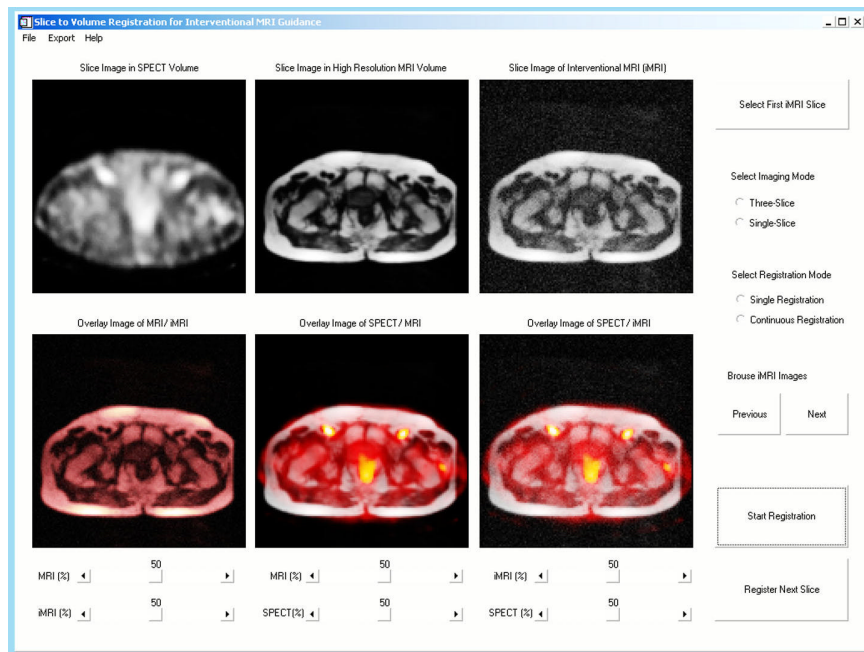 Slice to Volume Registration for Interventional MRI Guidance
File Export Help
Slice Image in SPECT Volume
Slice Image in High Resolution MRI Volume
Slice Image of Interventional MRI (iMRI)
Select First iMRI Slice
Select Imaging Mode
Three-Slice
Single-Slice
Select Registration Mode
Single Registration
Continuous Registration
Overlay Image of MRI/ iMRI
Overlay Image of SPECT/ MRI
Overlay Image of SPECT/ iMRI
Brouse iMRI Images
Previous Next
Start Registration
Register Next Slice
50 50 50
MRI (%) MRI (%) iMRI (%)
50 50 50
iMRI (%) SPECT(%) SPECT (%)